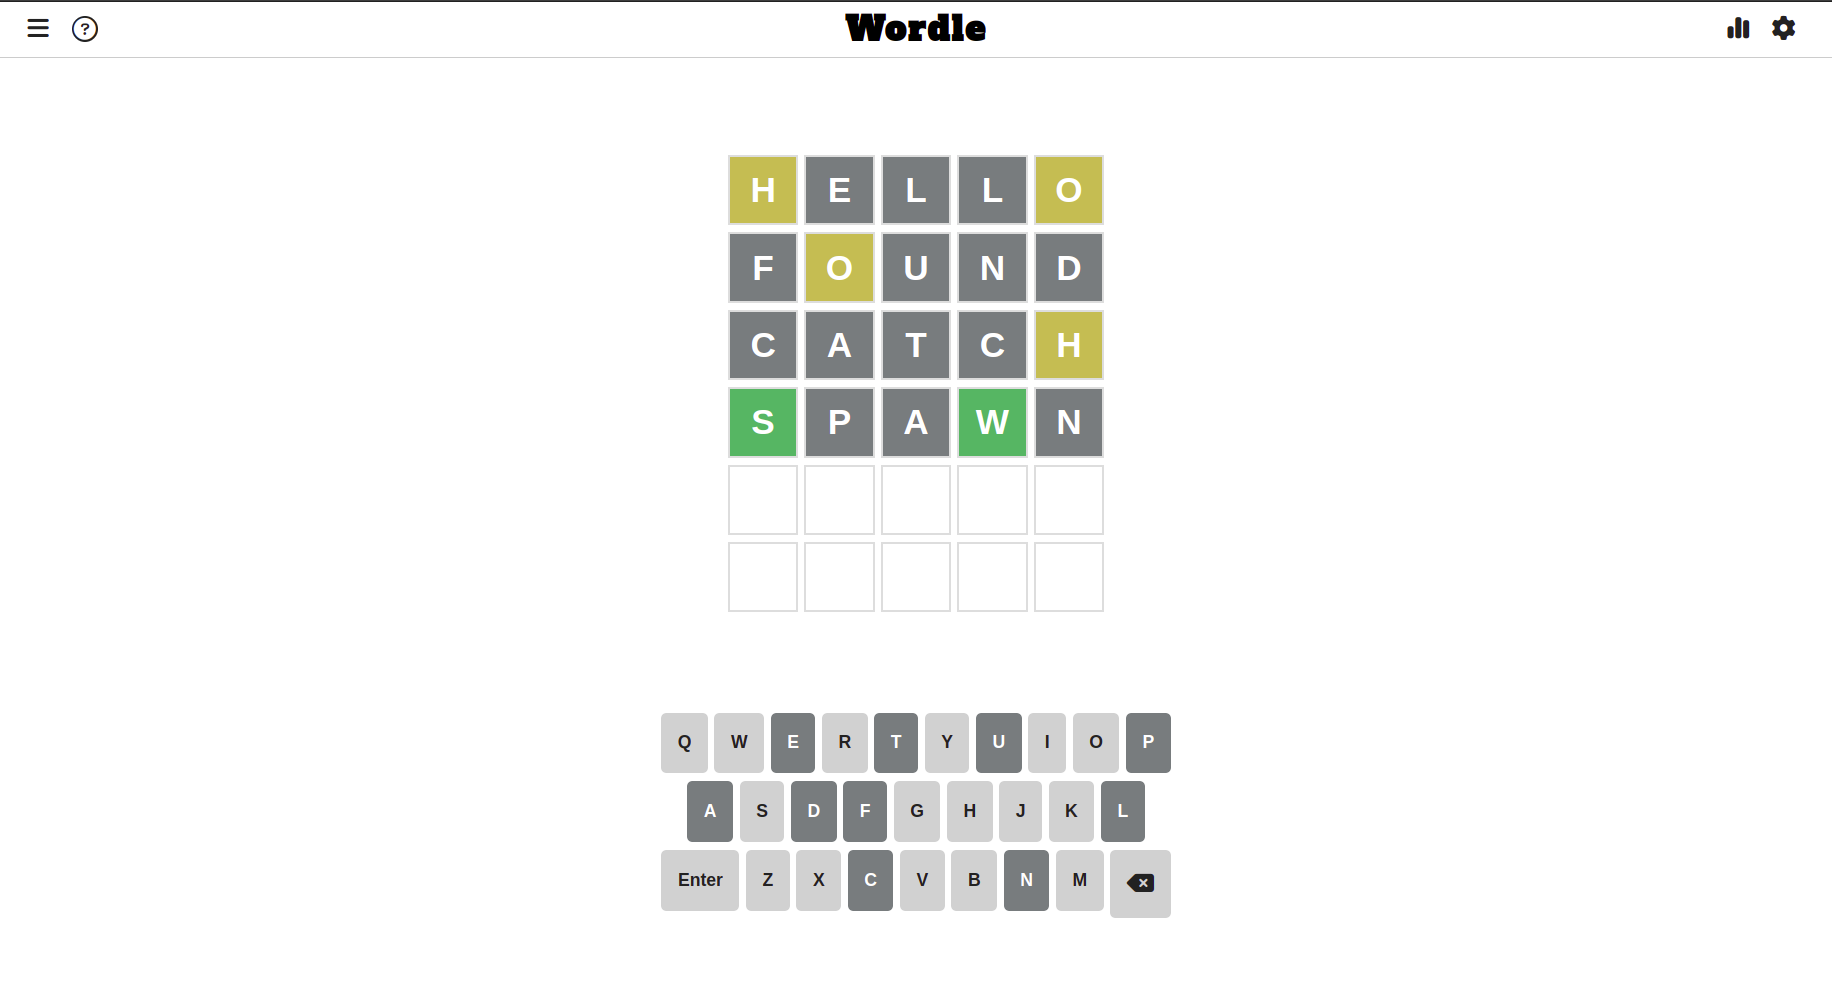 ? Wordle
H E L L O
F O U N D
C A T C H
S P A W N
Q W E R T Y U I O P
A S D F G H J K L
Enter Z X C V B N M